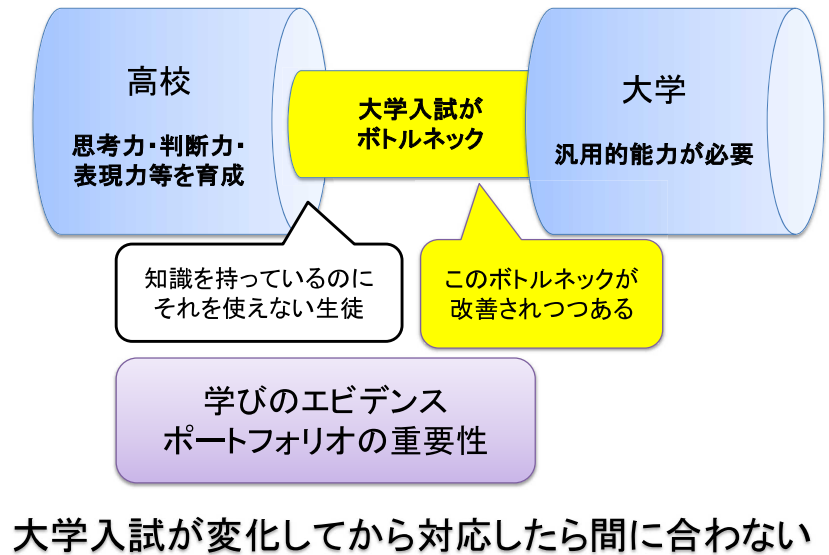 高校
思考力・判断力・
表現力等を育成
大学入試が
ボトルネック
大学
汎用的能力が必要
知識を持っているのに
それを使えない生徒
このボトルネックが
改善されつつある
学びのエビデンス
ポートフォリオの重要性
大学入試が変化してから対応したら間に合わない